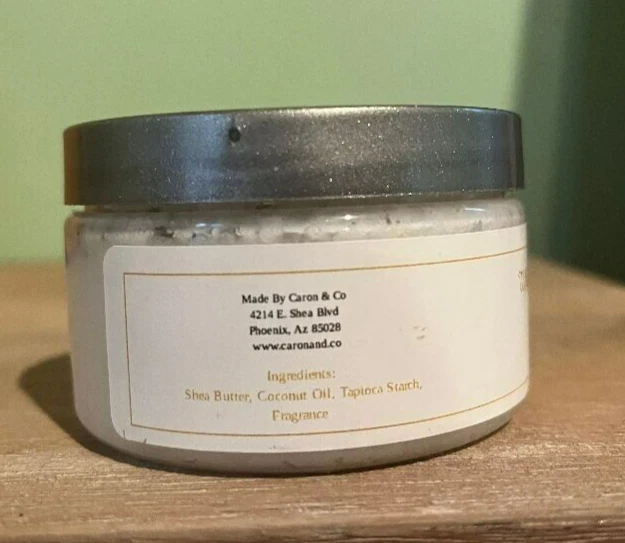 Made By Caron & Co
4214 E. Shea Blvd
Phoenix, Az 85028
www.caronand.co
Ingredients:
Shea Butter, Coconut Oil, Tapioca Starch,
Fragrance